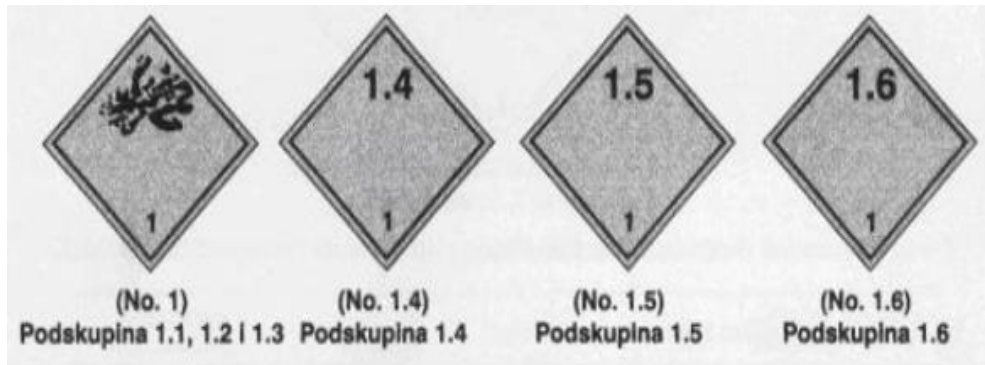 1.4
1.5
1.6
1
1
1
1
(No. 1)
(No. 1.4)
(No. 1.5)
(No. 1.6)
Podskupina 1.1, 1.2 i 1.3
Podskupina 1.4
Podskupina 1.5
Podskupina 1.6